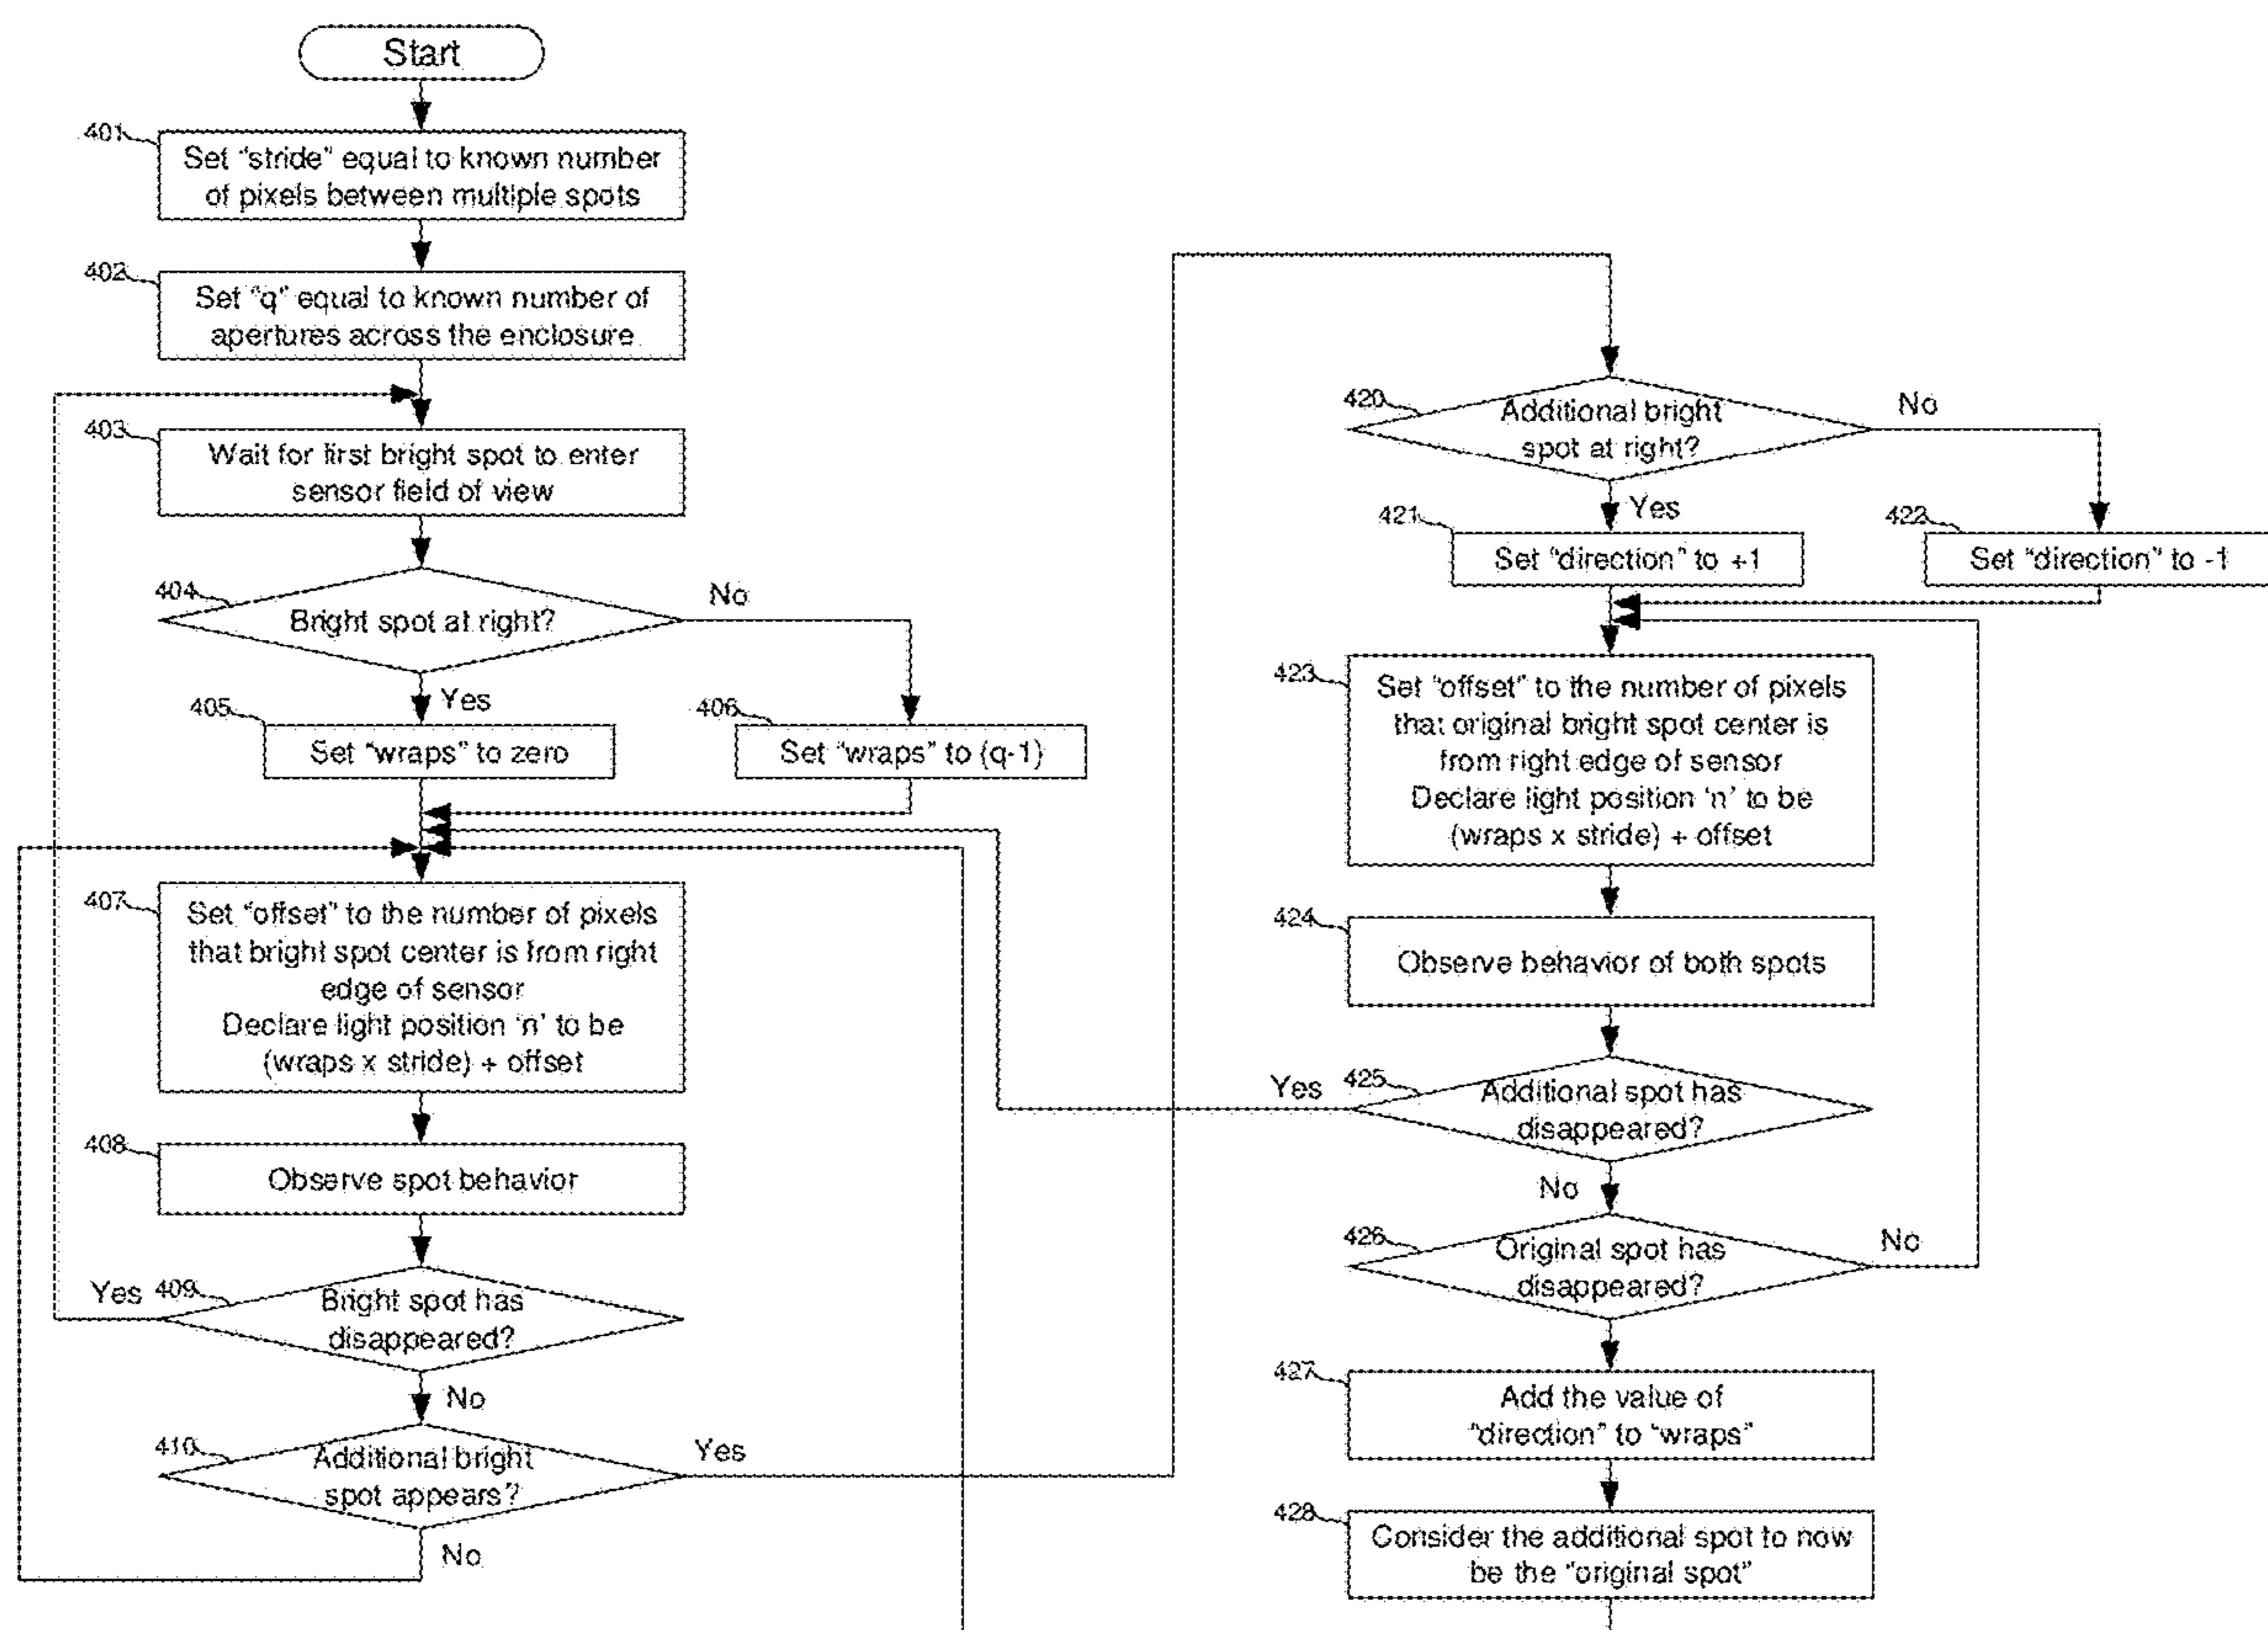 Start
401
Set "stride" equal to known number
of pixels between multiple spots
402
Set "q" equal to known number of
apertures across the enclosure
403
Wait for first bright spot to enter
sensor field of view
404
Bright spot at right?
No
Yes
405
Set "wraps" to zero
406
Set "wraps" to (q-1)
407
Set "offset" to the number of pixels
that bright spot center is from right
edge of sensor
Declare light position 'n' to be
(wraps x stride) + offset
408
Observe spot behavior
Yes
409
Bright spot has
disappeared?
No
410
Additional bright
spot appears?
Yes
No
420
Additional bright
spot at right?
No
Yes
421
Set "direction" to +1
422
Set "direction" to -1
423
Set "offset" to the number of pixels
that original bright spot center is
from right edge of sensor
Declare light position 'n' to be
(wraps x stride) + offset
424
Observe behavior of both spots
Yes
425
Additional spot has
disappeared?
No
426
Original spot has
disappeared?
No
427
Add the value of
"direction" to "wraps"
428
Consider the additional spot to now
be the "original spot"